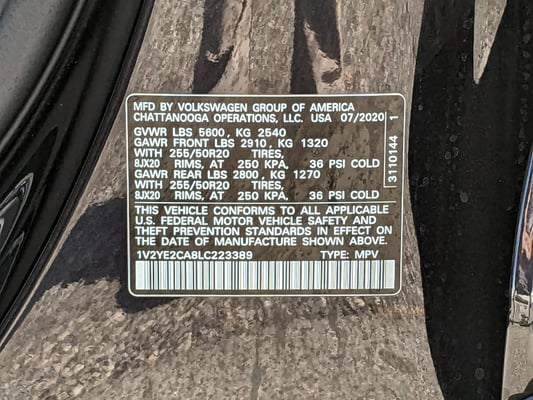 MFD BY VOLKSWAGEN GROUP OF AMERICA
CHATTANOOGA OPERATIONS, LLC. USA 07/2020
GVWR LBS 5600, KG 2540
GAWR FRONT LBS 2910, KG 1320
WITH 255/50R20 TIRES,
8JX20 RIMS, AT 250 KPA, 36 PSI COLD
GAWR REAR LBS 2800, KG 1270
WITH 255/50R20 TIRES,
8JX20 RIMS, AT 250 KPA, 36 PSI COLD
THIS VEHICLE CONFORMS TO ALL APPLICABLE
U.S. FEDERAL MOTOR VEHICLE SAFETY AND
THEFT PREVENTION STANDARDS IN EFFECT ON
THE DATE OF MANUFACTURE SHOWN ABOVE.
1V2YE2CA8LC223389 TYPE: MPV
3110144 1